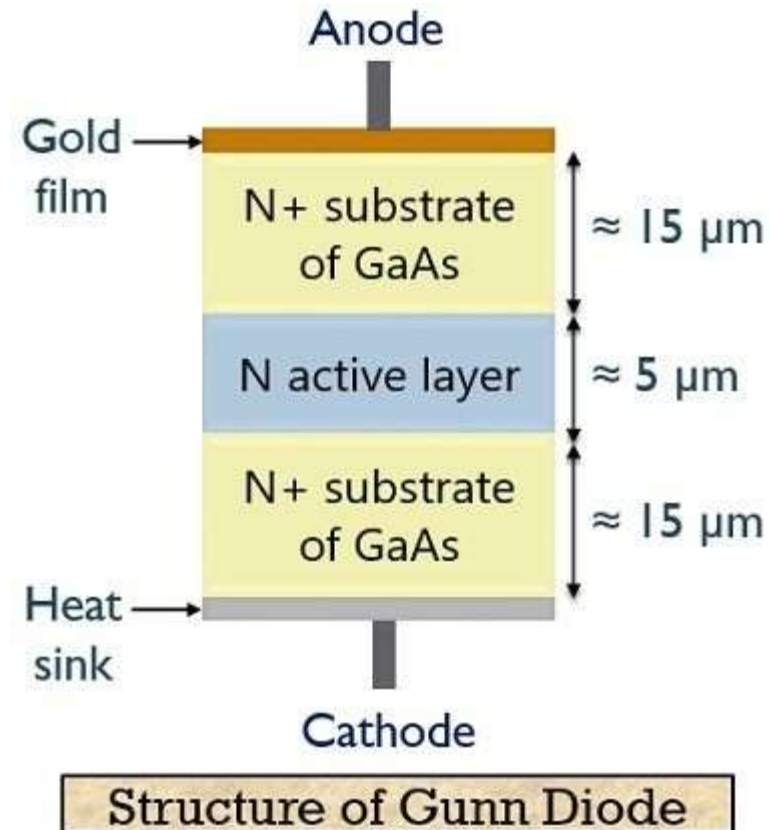 Anode
Gold
film
N+ substrate
of GaAs
≈ 15 μm
N active layer
≈ 5 μm
N+ substrate
of GaAs
≈ 15 μm
Heat
sink
Cathode
Structure of Gunn Diode